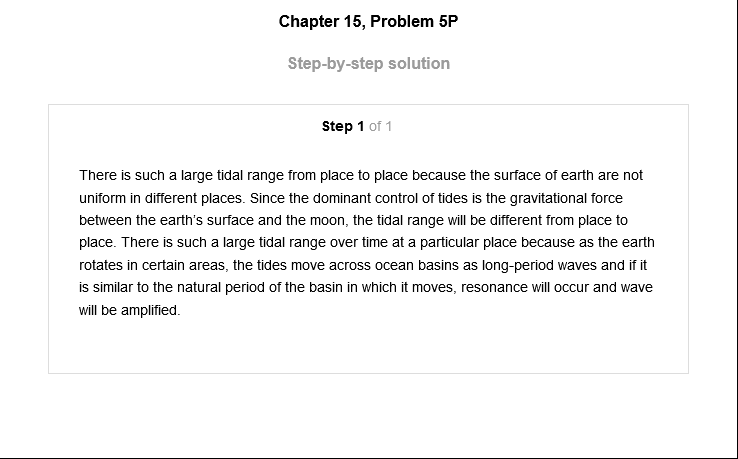 Chapter 15, Problem 5P
Step-by-step solution
Step 1 of 1
There is such a large tidal range from place to place because the surface of earth are not
uniform in different places. Since the dominant control of tides is the gravitational force
between the earth's surface and the moon, the tidal range will be different from place to
place. There is such a large tidal range over time at a particular place because as the earth
rotates in certain areas, the tides move across ocean basins as long-period waves and if it
is similar to the natural period of the basin in which it moves, resonance will occur and wave
will be amplified.